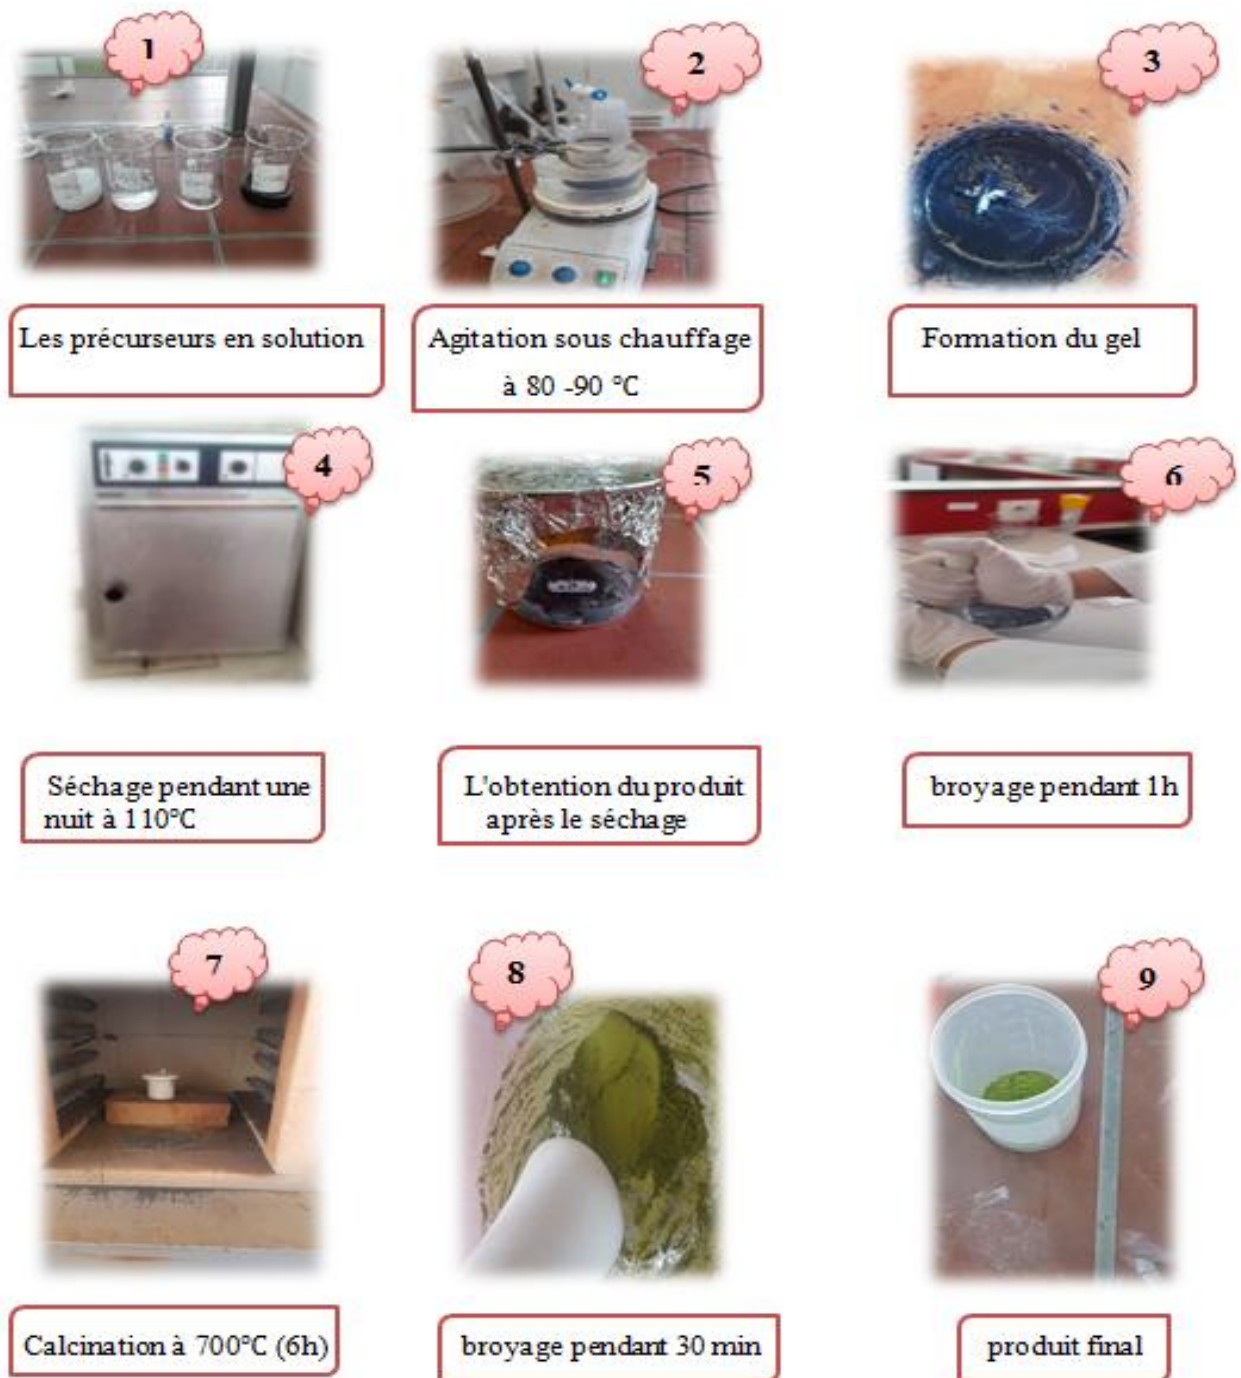 1
2
3
Les précurseurs en solution
Agitation sous chauffage
à 80 -90 °C
Formation du gel
4
5
6
Séchage pendant une
nuit à 110°C
L'obtention du produit
après le séchage
broyage pendant 1h
7
8
9
Calcination à 700°C (6h)
broyage pendant 30 min
produit final